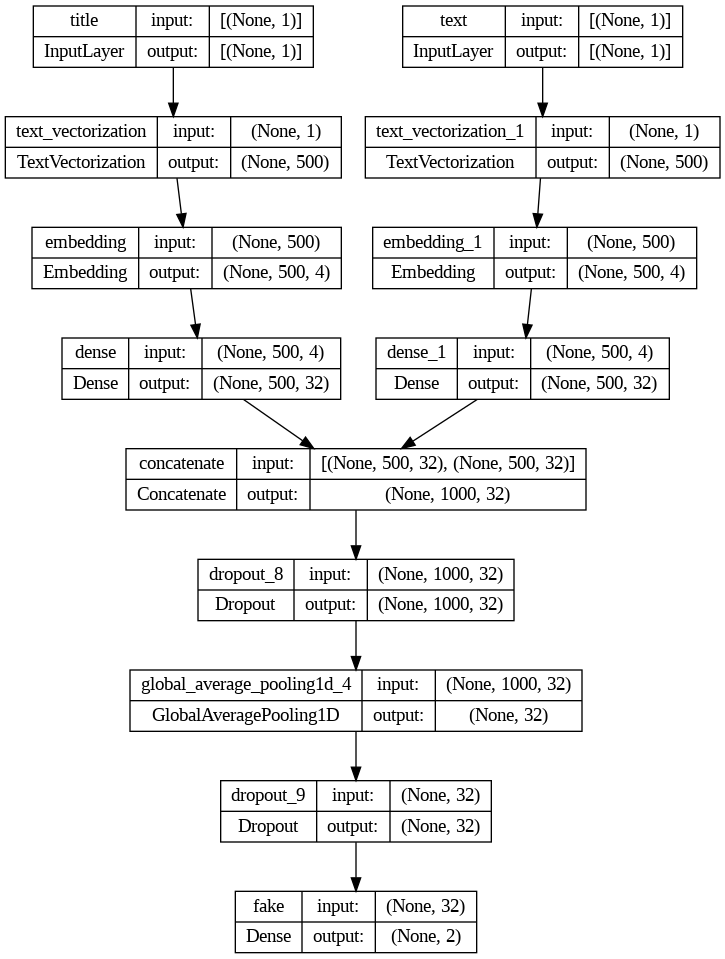 title input: [(None, 1)]
InputLayer output: [(None, 1)]
text input: [(None, 1)]
InputLayer output: [(None, 1)]
text_vectorization input: (None, 1)
TextVectorization output: (None, 500)
text_vectorization_1 input: (None, 1)
TextVectorization output: (None, 500)
embedding input: (None, 500)
Embedding output: (None, 500, 4)
embedding_1 input: (None, 500)
Embedding output: (None, 500, 4)
dense input: (None, 500, 4)
Dense output: (None, 500, 32)
dense_1 input: (None, 500, 4)
Dense output: (None, 500, 32)
concatenate input: [(None, 500, 32), (None, 500, 32)]
Concatenate output: (None, 1000, 32)
dropout_8 input: (None, 1000, 32)
Dropout output: (None, 1000, 32)
global_average_pooling1d_4 input: (None, 1000, 32)
GlobalAveragePooling1D output: (None, 32)
dropout_9 input: (None, 32)
Dropout output: (None, 32)
fake input: (None, 32)
Dense output: (None, 2)